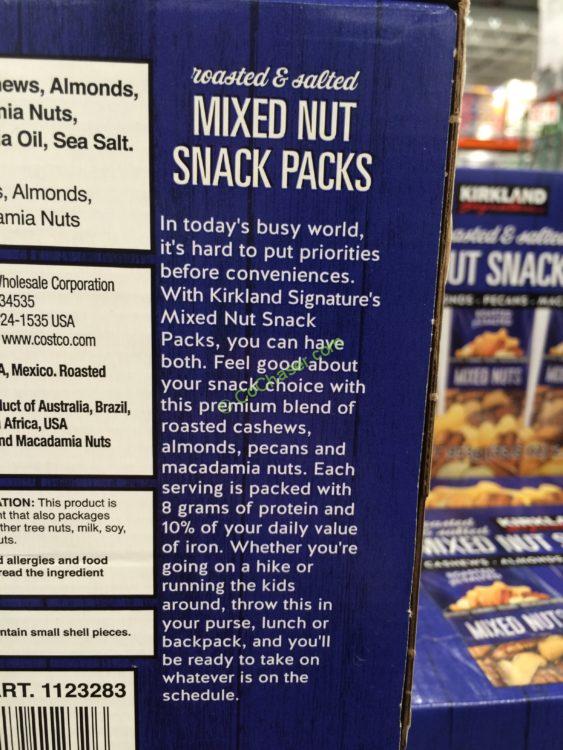 ews, Almonds,
nia Nuts,
a Oil, Sea Salt.
s, Almonds,
amia Nuts
Wholesale Corporation
34535
24-1535 USA
www.costco.com
A, Mexico. Roasted
duct of Australia, Brazil,
Africa, USA
nd Macadamia Nuts
ATION: This product is
nt that also packages
ther tree nuts, milk, soy,
uts.
d allergies and food
read the ingredient
ntain small shell pieces.
RT. 1123283
roasted & salted
MIXED NUT
SNACK PACKS
In today's busy world,
it's hard to put priorities
before conveniences.
With Kirkland Signature's
Mixed Nut Snack
Packs, you can have
both. Feel good about
your snack choice with
this premium blend of
roasted cashews,
almonds, pecans and
macadamia nuts. Each
serving is packed with
8 grams of protein and
10% of your daily value
of iron. Whether you're
going on a hike or
running the kids
around, throw this in
your purse, lunch or
backpack, and you'll
be ready to take on
whatever is on the
schedule.
© CoChaser.com
KIRKLAND
Signature
roasted & salted
UT SNACK
PECANS
MIXED NUTS
MIXED NUT S
CASHEWS · ALMONDS
MIXED NUTS